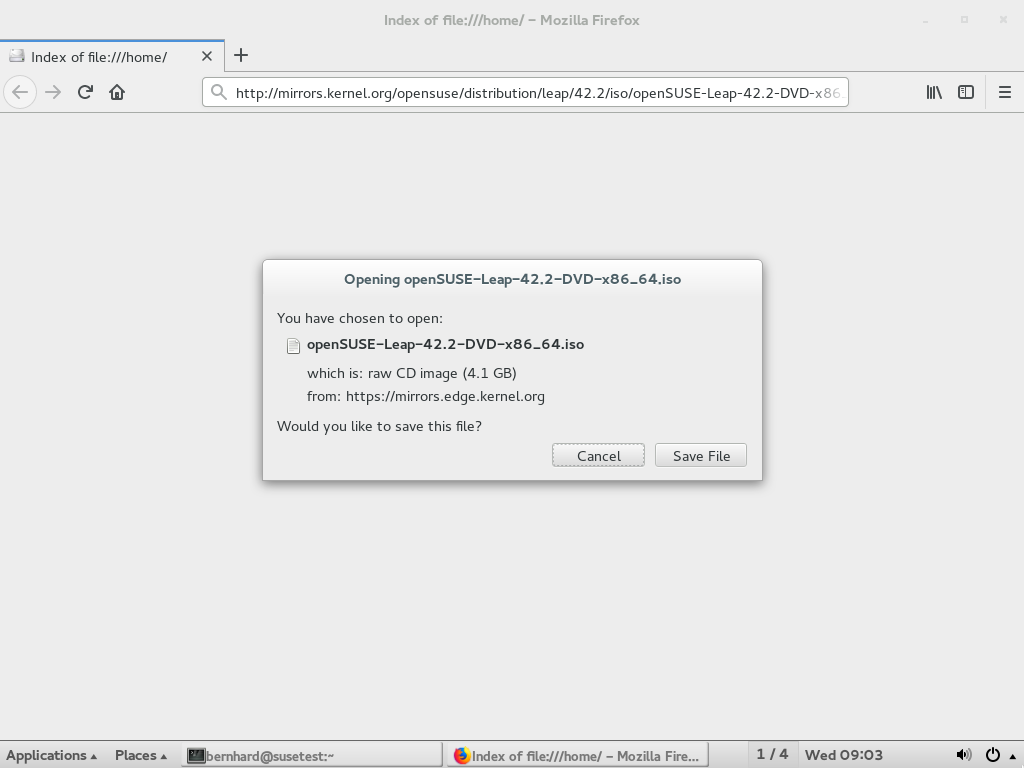 Index of file:///home/ – Mozilla Firefox
Index of file:///home/
http://mirrors.kernel.org/opensuse/distribution/leap/42.2/iso/openSUSE-Leap-42.2-DVD-x86_
Opening openSUSE-Leap-42.2-DVD-x86_64.iso
You have chosen to open:
openSUSE-Leap-42.2-DVD-x86_64.iso
which is: raw CD image (4.1 GB)
from: https://mirrors.edge.kernel.org
Would you like to save this file?
Cancel Save File
Applications Places bernhard@susetest:~ Index of file:///home/ – Mozilla Fire... 1 / 4 Wed 09:03